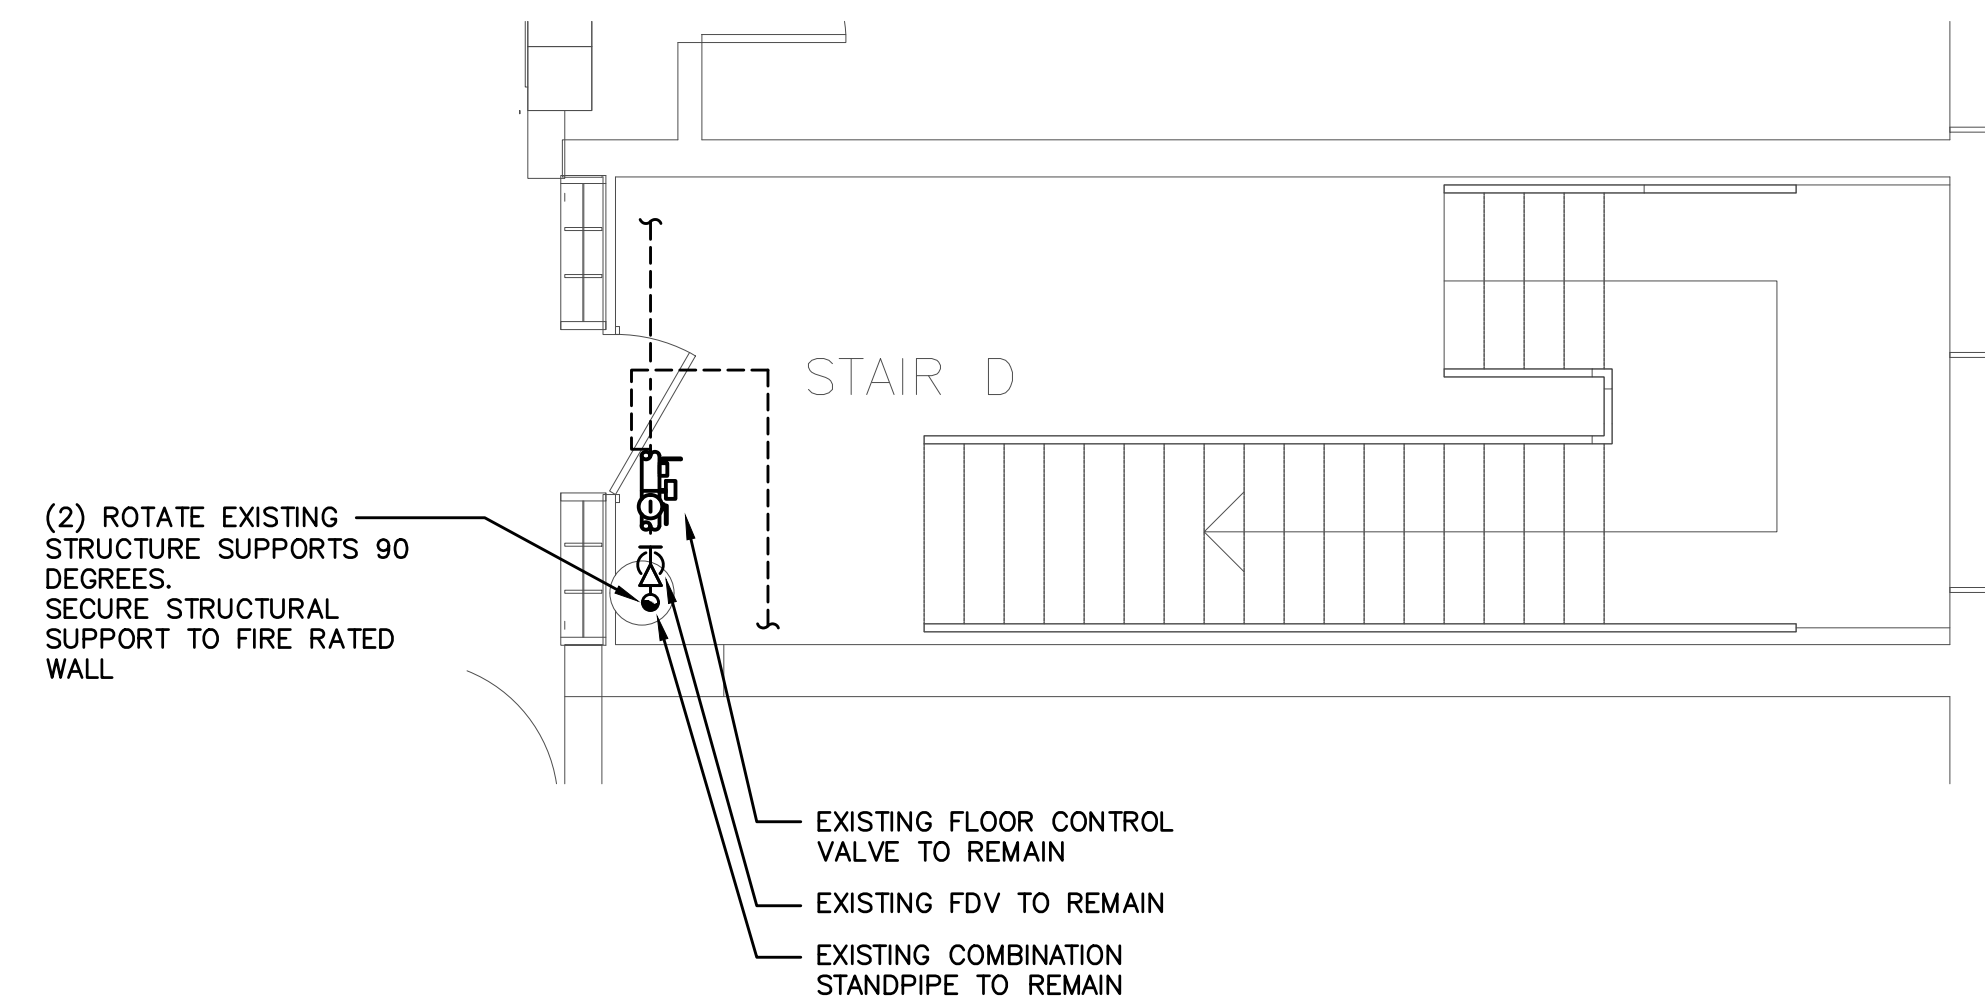 STAIR D
(2) ROTATE EXISTING
STRUCTURE SUPPORTS 90
DEGREES.
SECURE STRUCTURAL
SUPPORT TO FIRE RATED
WALL
EXISTING FLOOR CONTROL
VALVE TO REMAIN
EXISTING FDV TO REMAIN
EXISTING COMBINATION
STANDPIPE TO REMAIN